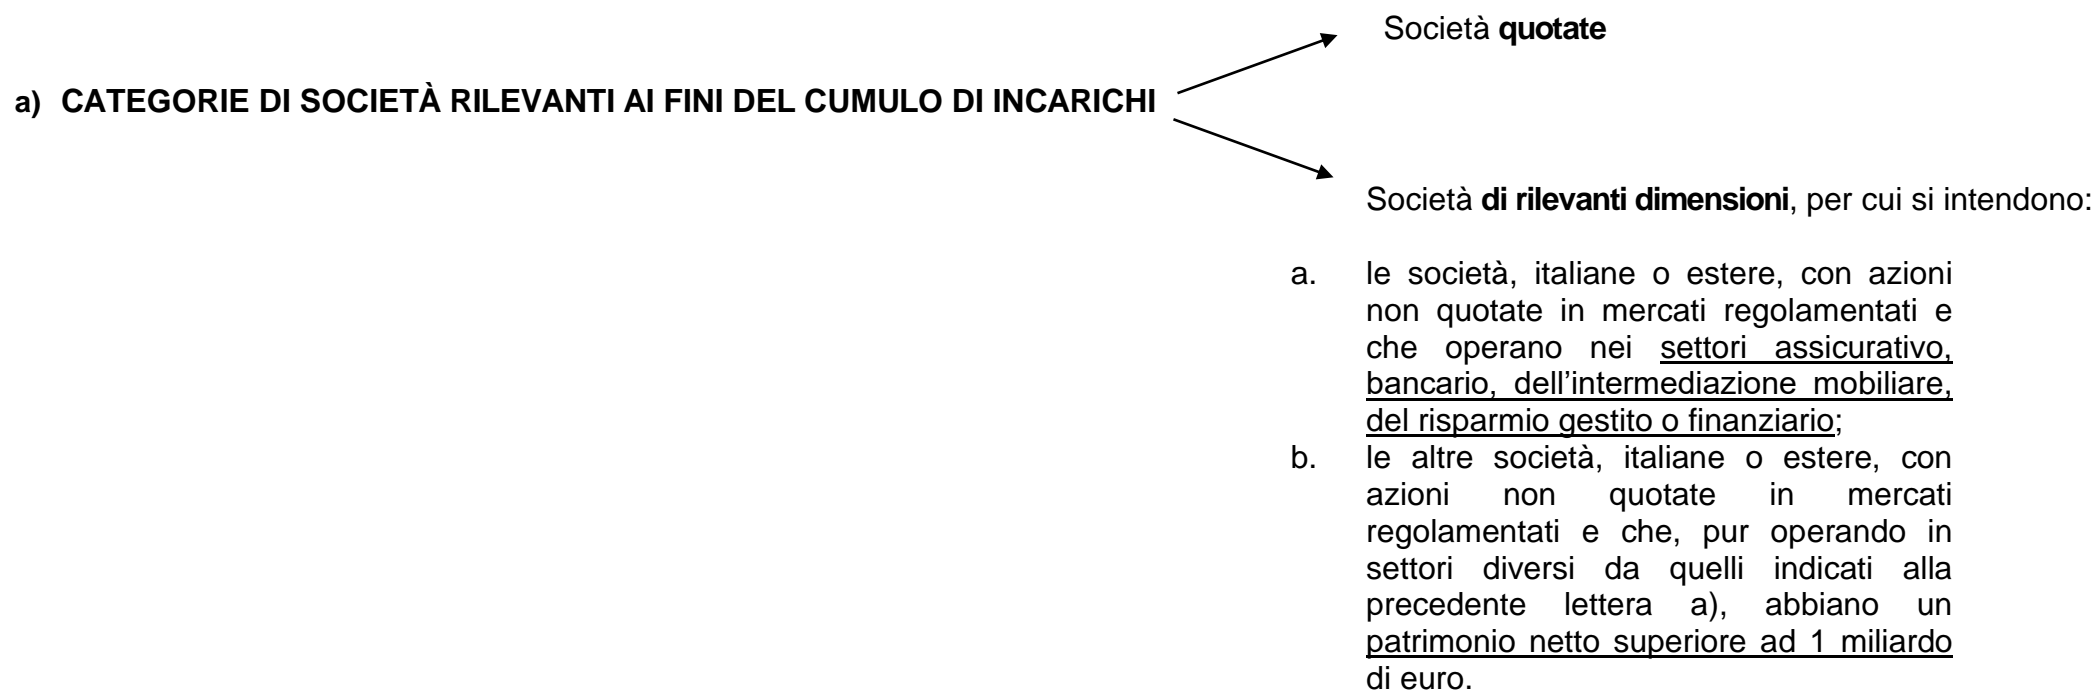 Società quotate
a) CATEGORIE DI SOCIETÀ RILEVANTI AI FINI DEL CUMULO DI INCARICHI
Società di rilevanti dimensioni, per cui si intendono:
a. le società, italiane o estere, con azioni
non quotate in mercati regolamentati e
che operano nei settori assicurativo,
bancario, dell’intermediazione mobiliare,
del risparmio gestito o finanziario;
b. le altre società, italiane o estere, con
azioni non quotate in mercati
regolamentati e che, pur operando in
settori diversi da quelli indicati alla
precedente lettera a), abbiano un
patrimonio netto superiore ad 1 miliardo
di euro.